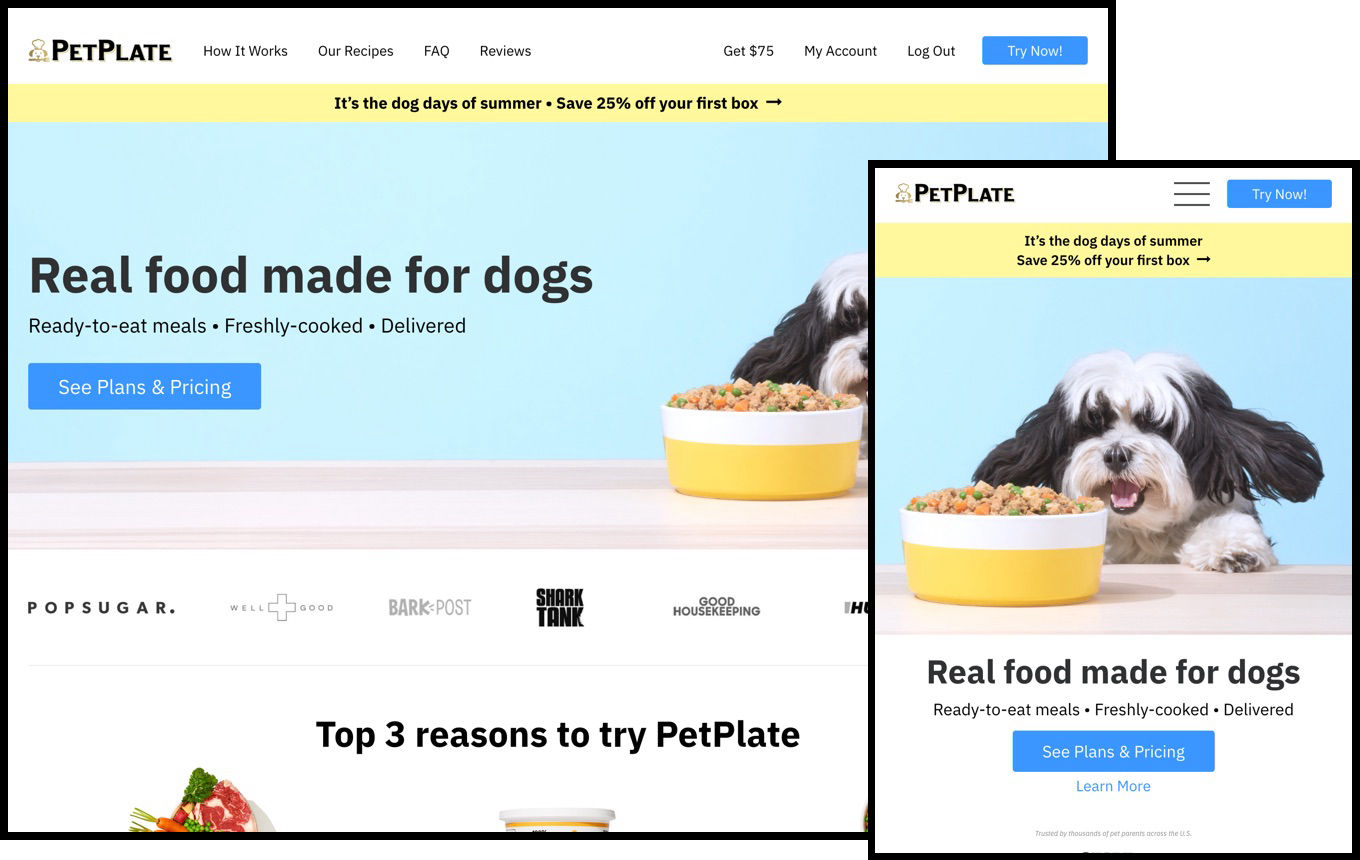 PETPLATE
How It Works
Our Recipes
FAQ
Reviews
Get $75
My Account
Log Out
Try Now!
It's the dog days of summer • Save 25% off your first box →
Real food made for dogs
Ready-to-eat meals • Freshly-cooked • Delivered
See Plans & Pricing
POPSUGAR.
WELL GOOD
BARK POST
SHARK
TANK
GOOD
HOUSEKEEPING
Top 3 reasons to try PetPlate
PETPLATE
Try Now!
It's the dog days of summer
Save 25% off your first box →
Real food made for dogs
Ready-to-eat meals • Freshly-cooked • Delivered
See Plans & Pricing
Learn More
Trusted by thousands of pet parents across the U.S.